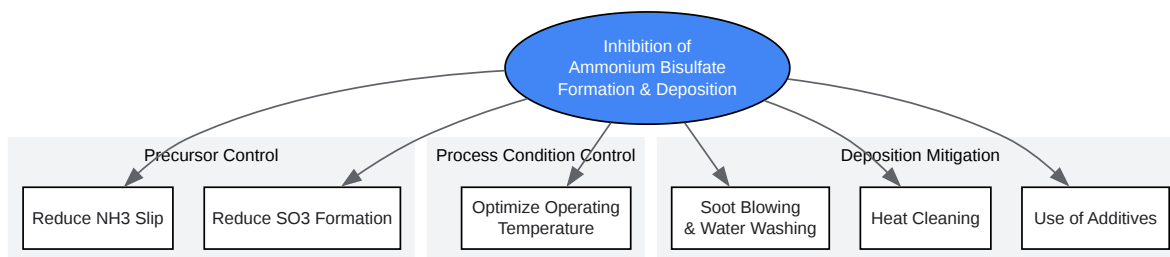 Inhibition of
Ammonium Bisulfate
Formation & Deposition
Precursor Control
Process Condition Control
Deposition Mitigation
Reduce NH3 Slip
Reduce SO3 Formation
Optimize Operating
Temperature
Soot Blowing
& Water Washing
Heat Cleaning
Use of Additives